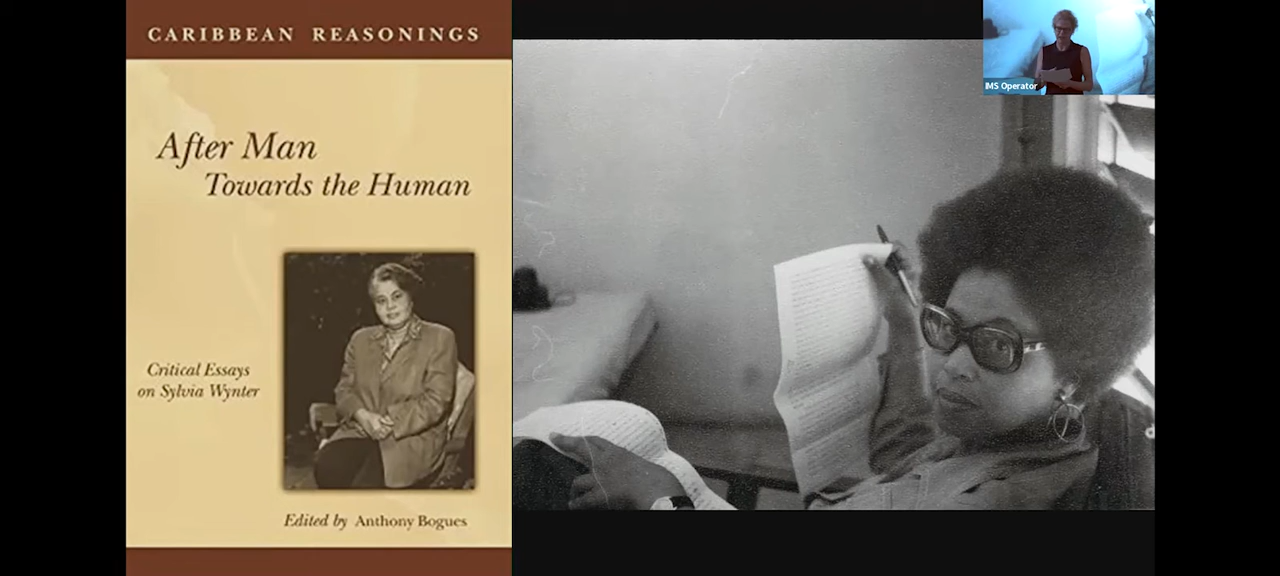 CARIBBEAN REASONINGS
After Man
Towards the Human
Critical Essays
on Sylvia Wynter
Edited by Anthony Bogues
IMS Operator